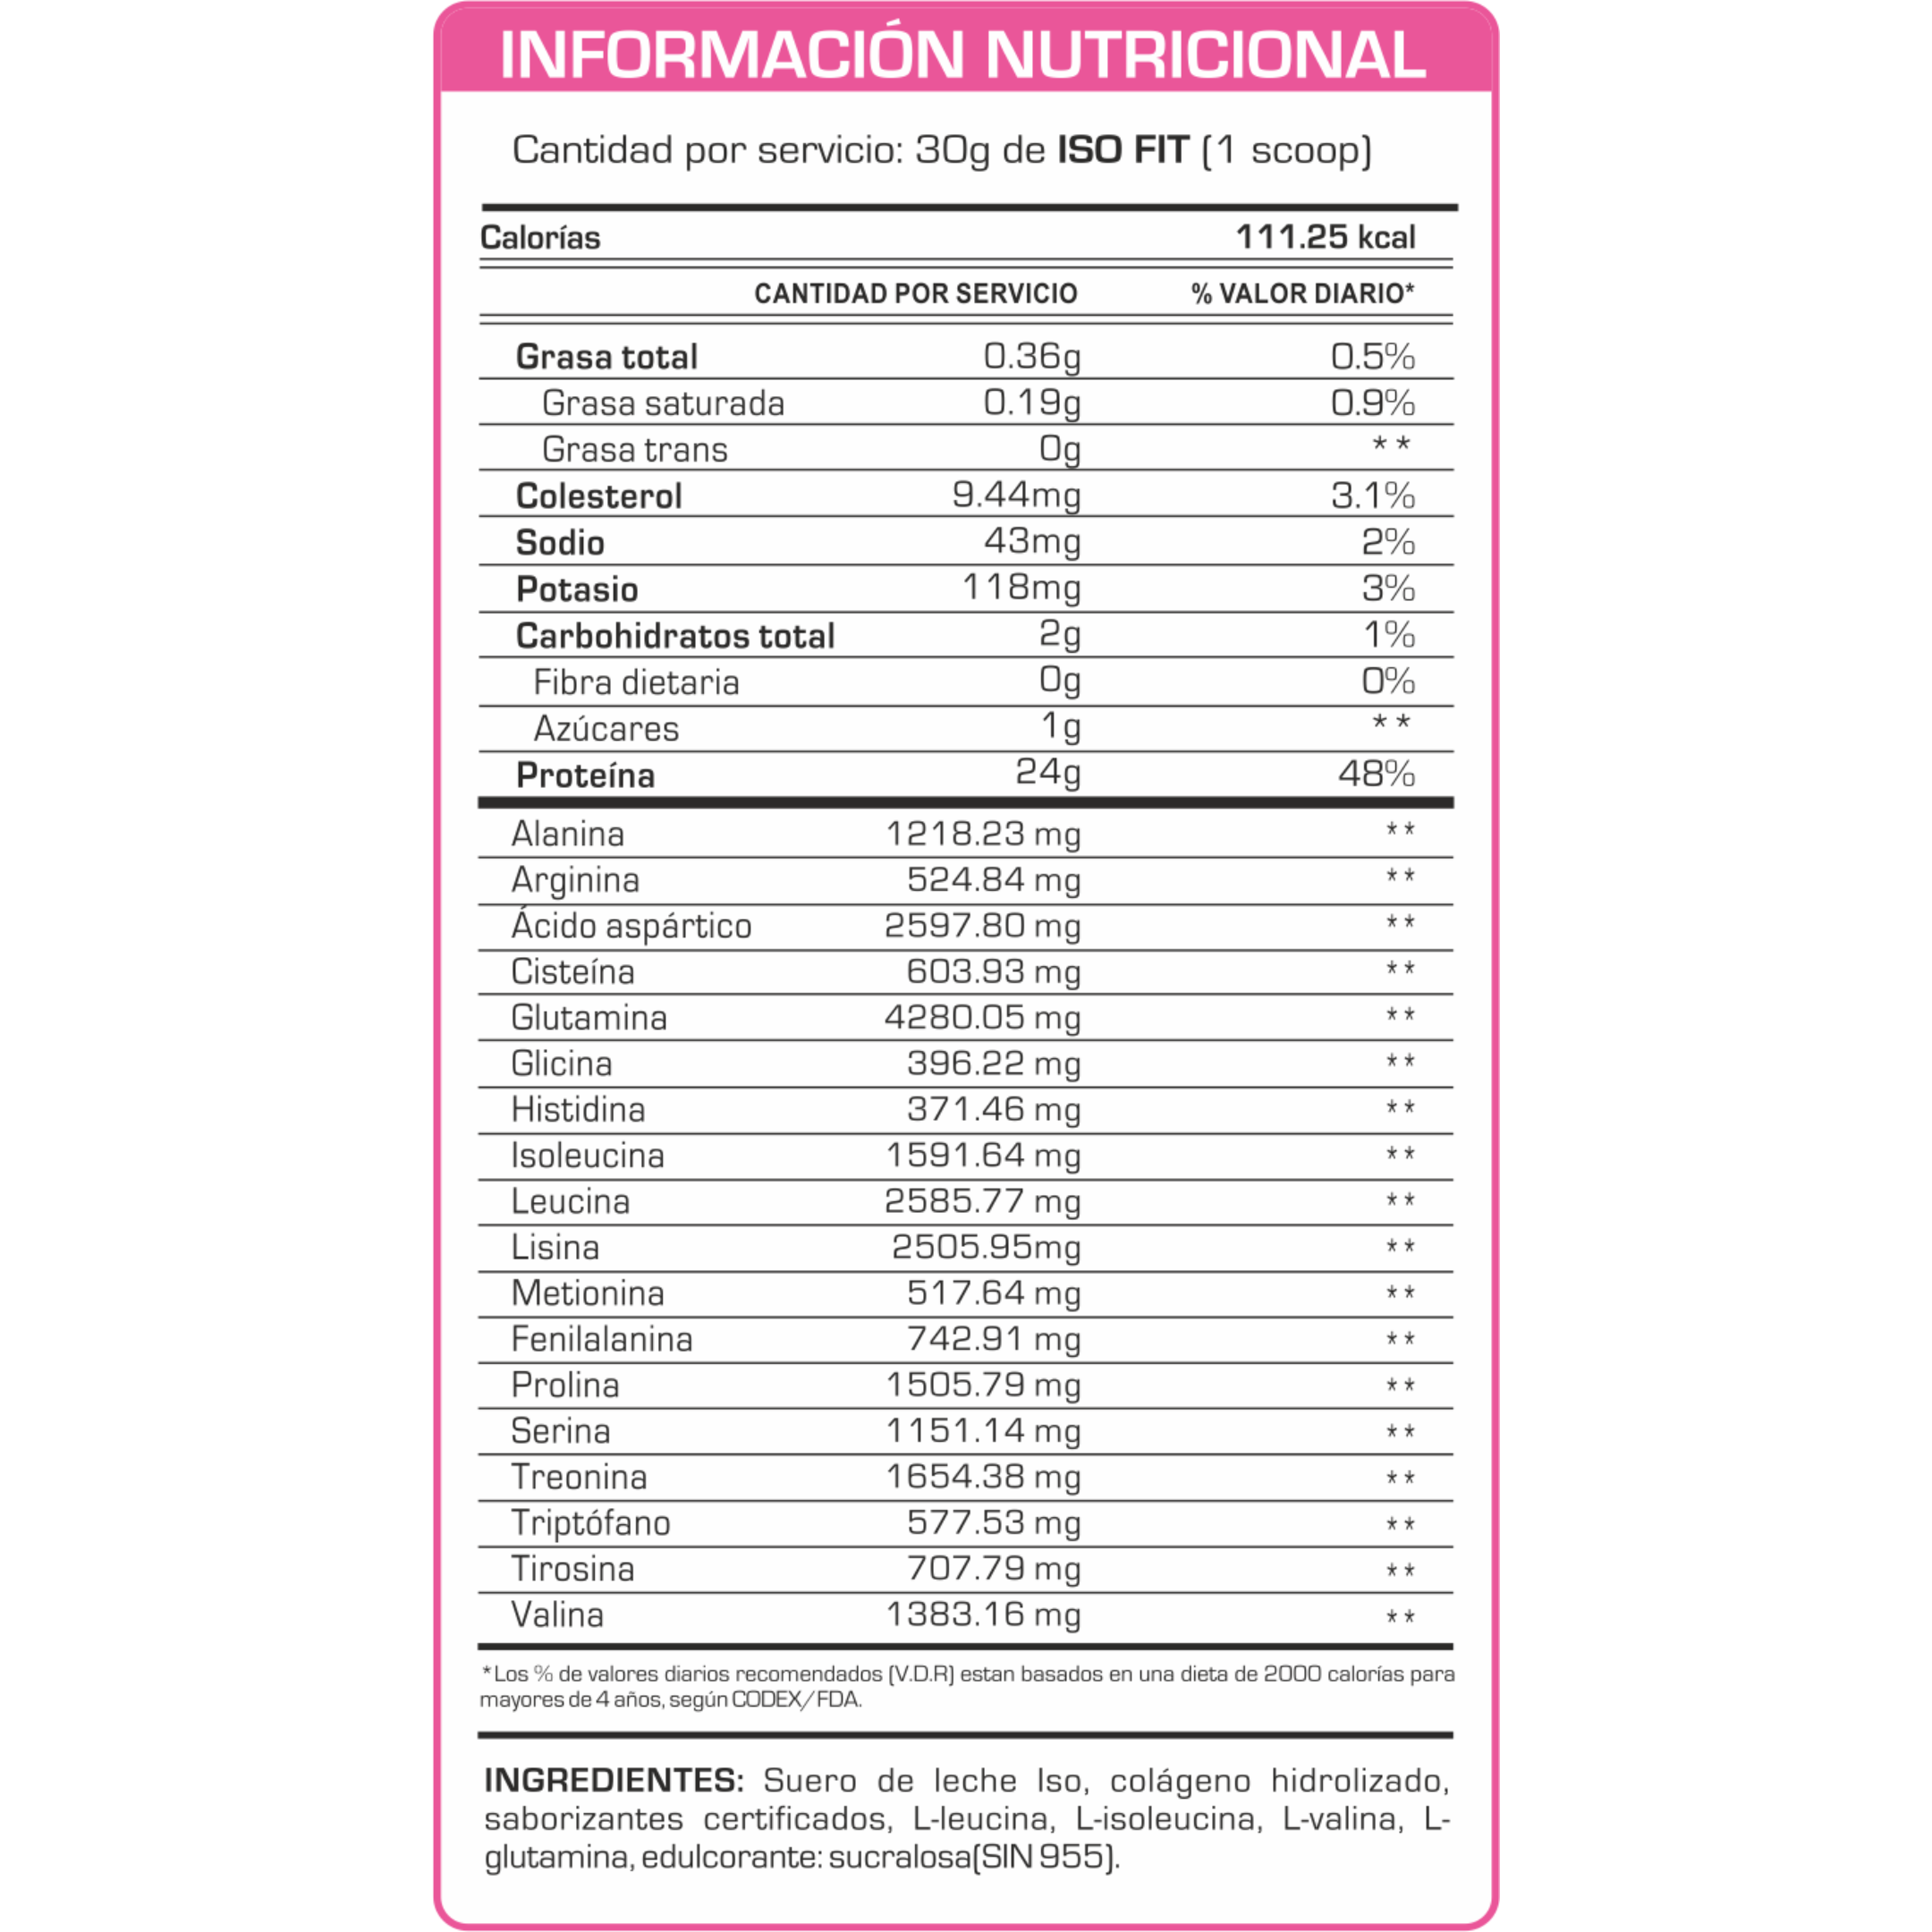 INFORMACIÓN NUTRICIONAL
Cantidad por servicio: 30g de ISO FIT (1 scoop)
Calorías 111.25 kcal
CANTIDAD POR SERVICIO % VALOR DIARIO*
Grasa total 0.36g 0.5%
Grasa saturada 0.19g 0.9%
Grasa trans 0g **
Colesterol 9.44mg 3.1%
Sodio 43mg 2%
Potasio 118mg 3%
Carbohidratos total 2g 1%
Fibra dietaria 0g 0%
Azúcares 1g **
Proteína 24g 48%
Alanina 1218.23 mg **
Arginina 524.84 mg **
Ácido aspártico 2597.80 mg **
Cisteína 603.93 mg **
Glutamina 4280.05 mg **
Glicina 396.22 mg **
Histidina 371.46 mg **
Isoleucina 1591.64 mg **
Leucina 2585.77 mg **
Lisina 2505.95mg **
Metionina 517.64 mg **
Fenilalanina 742.91 mg **
Prolina 1505.79 mg **
Serina 1151.14 mg **
Treonina 1654.38 mg **
Triptófano 577.53 mg **
Tirosina 707.79 mg **
Valina 1383.16 mg **
*Los % de valores diarios recomendados (V.D.R) estan basados en una dieta de 2000 calorías para
mayores de 4 años, según CODEX/FDA.
INGREDIENTES: Suero de leche Iso, colágeno hidrolizado,
saborizantes certificados, L-leucina, L-isoleucina, L-valina, L-
glutamina, edulcorante: sucralosa(SIN 955).